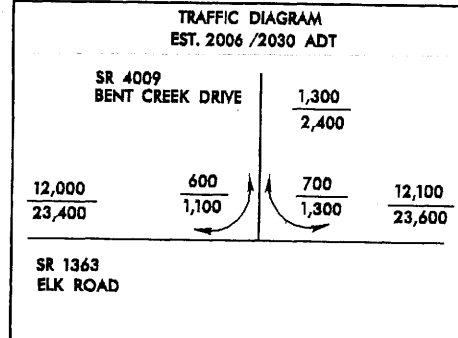 TRAFFIC DIAGRAM
EST. 2006 /2030 ADT
SR 4009
BENT CREEK DRIVE
1,300
2,400
12,000
23,400
600
1,100
700
1,300
12,100
23,600
SR 1363
ELK ROAD